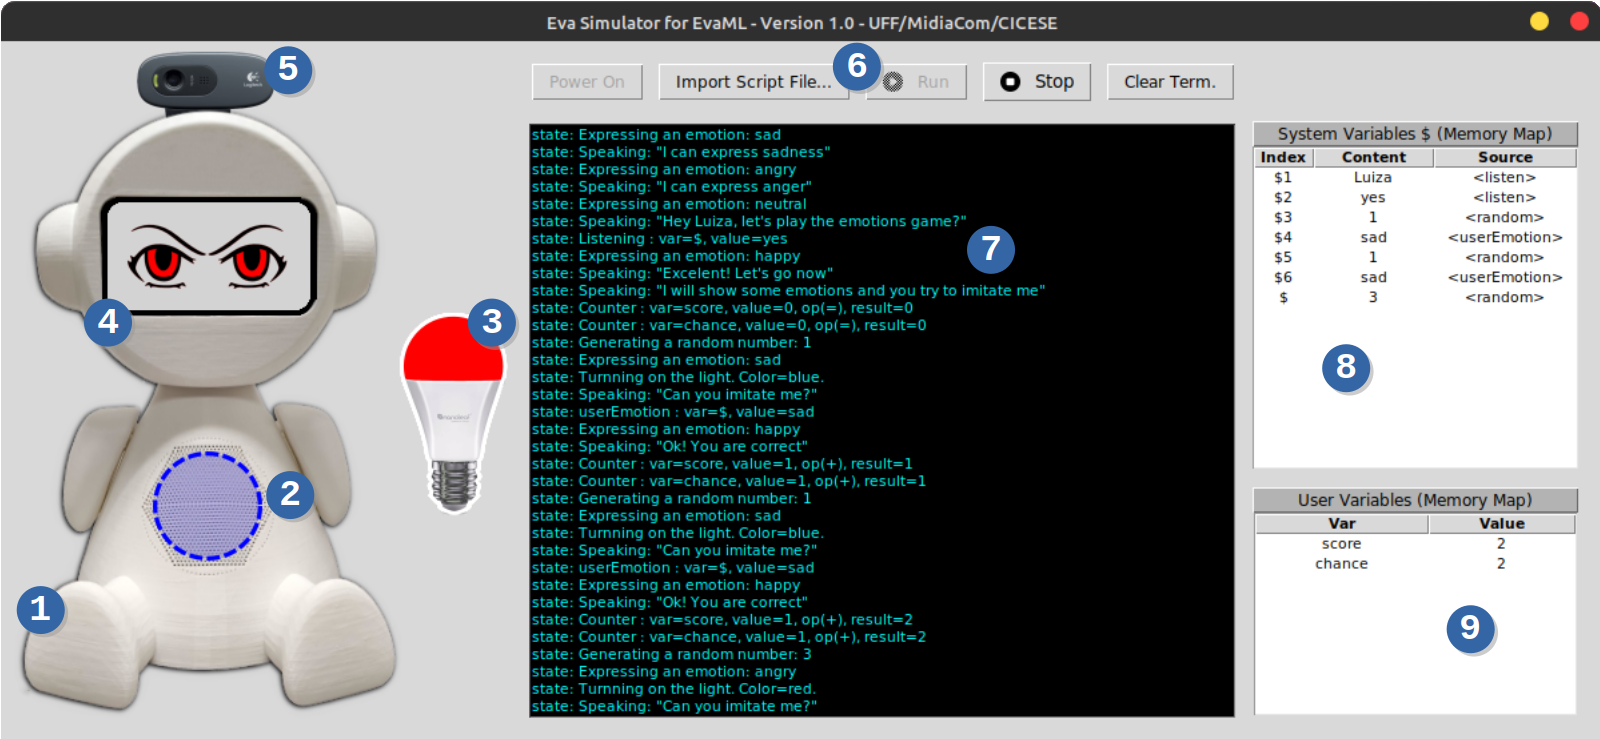 Eva Simulator for EvaML - Version 1.0 - UFF/MidiaCom/CICESE
5
6
Power On
Import Script File...
Run
Stop
Clear Term.
state: Expressing an emotion: sad
state: Speaking: "I can express sadness"
state: Expressing an emotion: angry
state: Speaking: "I can express anger"
state: Expressing an emotion: neutral
state: Speaking: "Hey Luiza, let's play the emotions game?"
state: Listening : var=$, value=yes
state: Expressing an emotion: happy
state: Speaking: "Excelent! Let's go now"
state: Speaking: "I will show some emotions and you try to imitate me"
state: Counter : var=score, value=0, op(=), result=0
state: Counter : var=chance, value=0, op(=), result=0
state: Generating a random number: 1
state: Expressing an emotion: sad
state: Turnning on the light. Color=blue.
state: Speaking: "Can you imitate me?"
state: userEmotion : var=$, value=sad
state: Expressing an emotion: happy
state: Speaking: "Ok! You are correct"
state: Counter : var=score, value=1, op(+), result=1
state: Counter : var=chance, value=1, op(+), result=1
state: Generating a random number: 1
state: Expressing an emotion: sad
state: Turnning on the light. Color=blue.
state: Speaking: "Can you imitate me?"
state: userEmotion : var=$, value=sad
state: Expressing an emotion: happy
state: Speaking: "Ok! You are correct"
state: Counter : var=score, value=1, op(+), result=2
state: Counter : var=chance, value=1, op(+), result=2
state: Generating a random number: 3
state: Expressing an emotion: angry
state: Turnning on the light. Color=red.
state: Speaking: "Can you imitate me?"
7
System Variables $ (Memory Map)
Index Content Source
$1 Luiza <listen>
$2 yes <listen>
$3 1 <random>
$4 sad <userEmotion>
$5 1 <random>
$6 sad <userEmotion>
$ 3 <random>
8
User Variables (Memory Map)
Var Value
score 2
chance 2
9
4
3
2
1